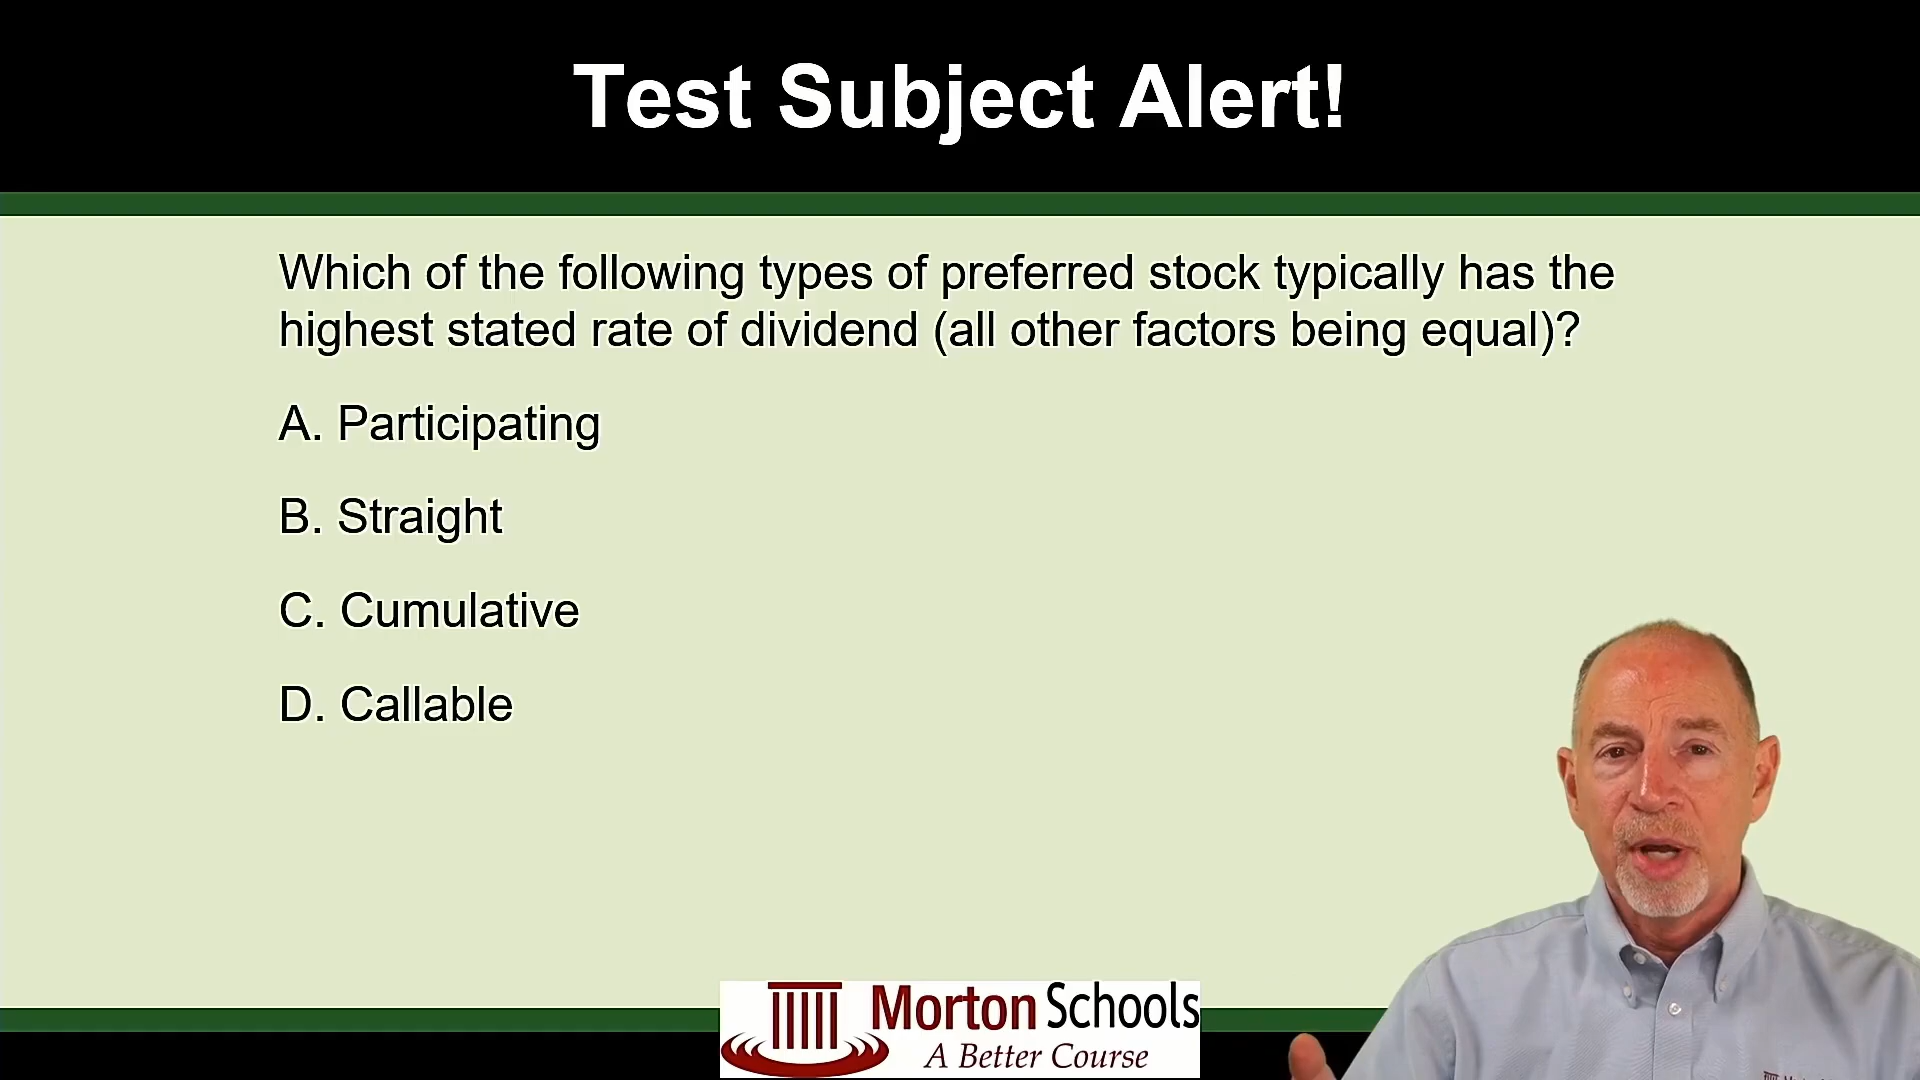 Test Subject Alert!
Which of the following types of preferred stock typically has the
highest stated rate of dividend (all other factors being equal)?
A. Participating
B. Straight
C. Cumulative
D. Callable
Morton Schools
A Better Course